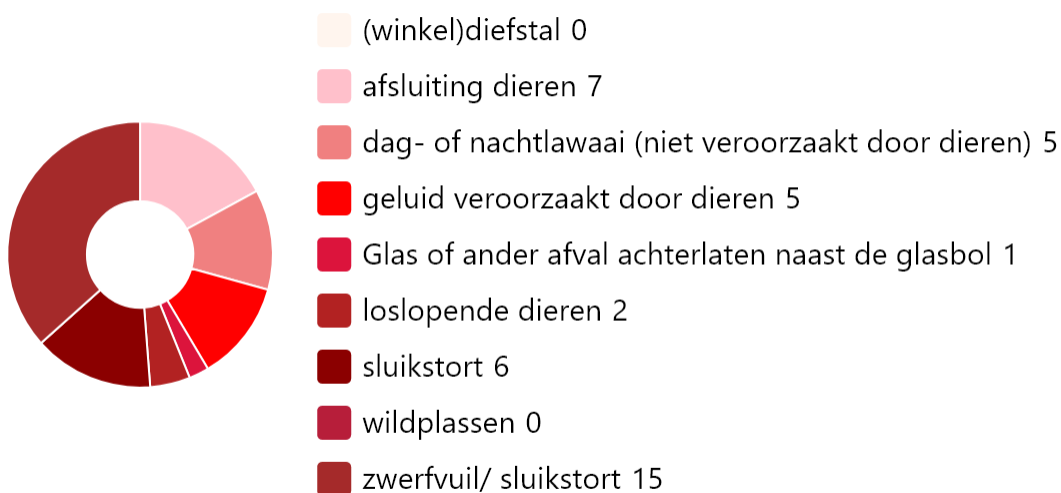 (winkel)diefstal 0
afsluiting dieren 7
dag- of nachtlawaai (niet veroorzaakt door dieren) 5
geluid veroorzaakt door dieren 5
Glas of ander afval achterlaten naast de glasbol 1
loslopende dieren 2
sluikstort 6
wildplassen 0
zwerfvuil/ sluikstort 15